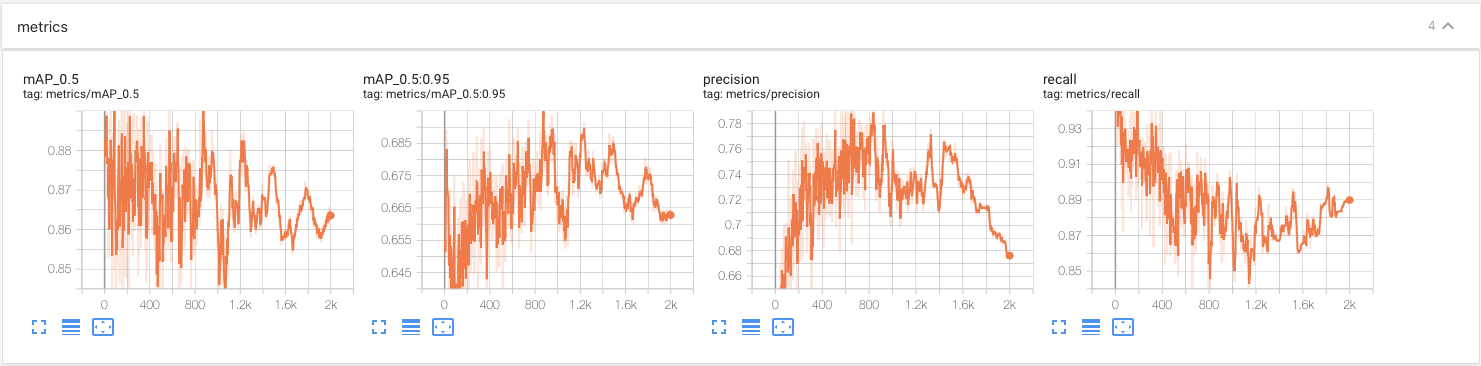 metrics
4
mAP_0.5
tag: metrics/mAP_0.5
0.88
0.87
0.86
0.85
0 400 800 1.2k 1.6k 2k
mAP_0.5:0.95
tag: metrics/mAP_0.5:0.95
0.685
0.675
0.665
0.655
0.645
0 400 800 1.2k 1.6k 2k
precision
tag: metrics/precision
0.78
0.76
0.74
0.72
0.7
0.68
0.66
0 400 800 1.2k 1.6k 2k
recall
tag: metrics/recall
0.93
0.91
0.89
0.87
0.85
0 400 800 1.2k 1.6k 2k